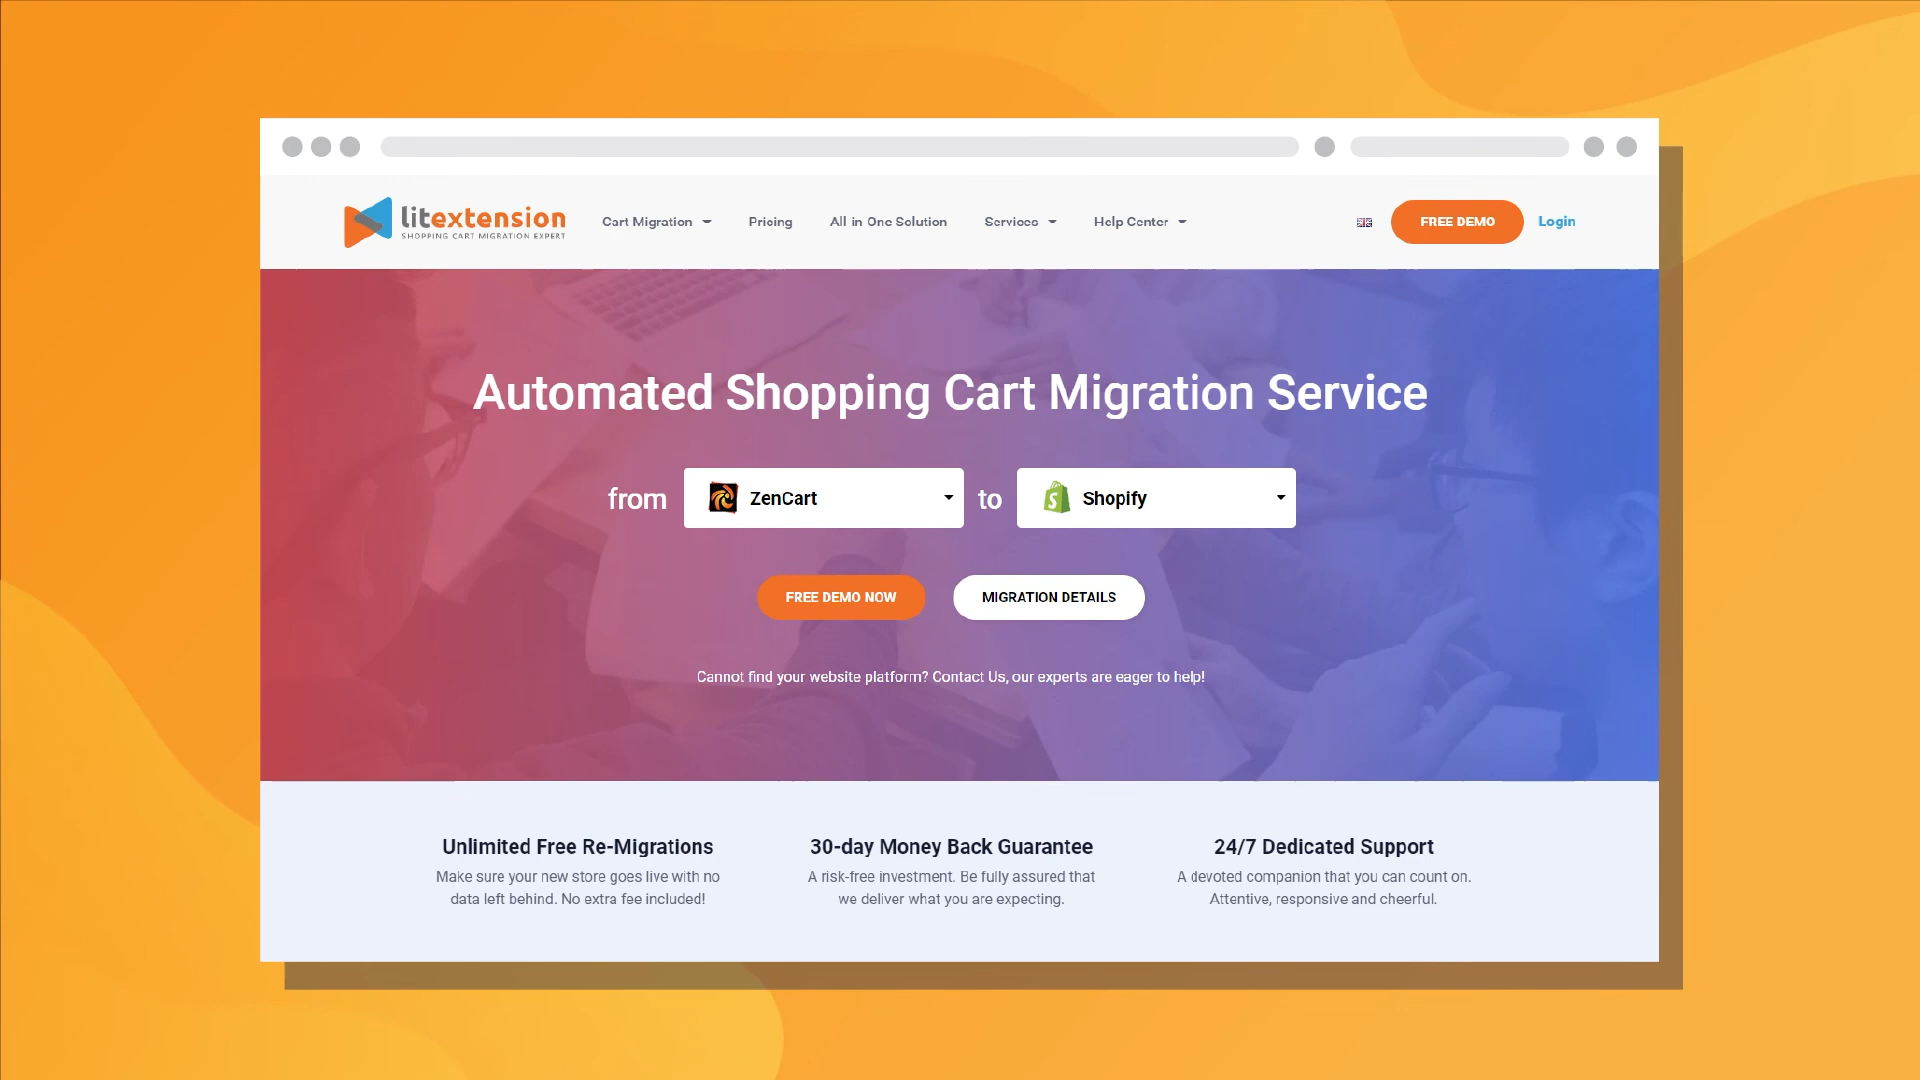 litextension
SHOPPING CART MIGRATION EXPERT
Cart Migration
Pricing
All-in-One Solution
Services
Help Center
FREE DEMO
Login
Automated Shopping Cart Migration Service
from ZenCart to Shopify
FREE DEMO NOW
MIGRATION DETAILS
Cannot find your website platform? Contact Us, our experts are eager to help!
Unlimited Free Re-Migrations
Make sure your new store goes live with no
data left behind. No extra fee included!
30-day Money Back Guarantee
A risk-free investment. Be fully assured that
we deliver what you are expecting.
24/7 Dedicated Support
A devoted companion that you can count on.
Attentive, responsive and cheerful.